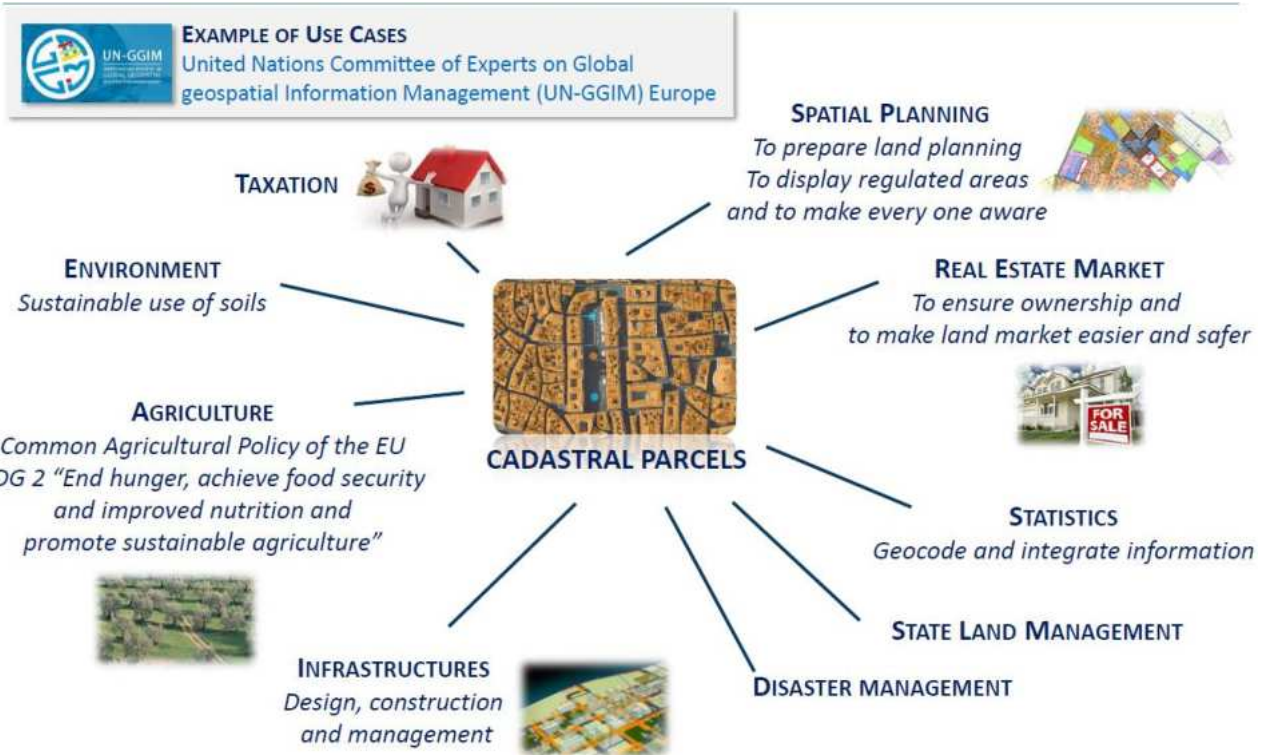 UN-GGIM
EXAMPLE OF USE CASES
United Nations Committee of Experts on Global
geospatial Information Management (UN-GGIM) Europe
TAXATION
$
SPATIAL PLANNING
To prepare land planning
To display regulated areas
and to make every one aware
ENVIRONMENT
Sustainable use of soils
REAL ESTATE MARKET
To ensure ownership and
to make land market easier and safer
FOR
SALE
AGRICULTURE
Common Agricultural Policy of the EU
DG 2 “End hunger, achieve food security
and improved nutrition and
promote sustainable agriculture”
CADASTRAL PARCELS
STATISTICS
Geocode and integrate information
STATE LAND MANAGEMENT
DISASTER MANAGEMENT
INFRASTRUCTURES
Design, construction
and management